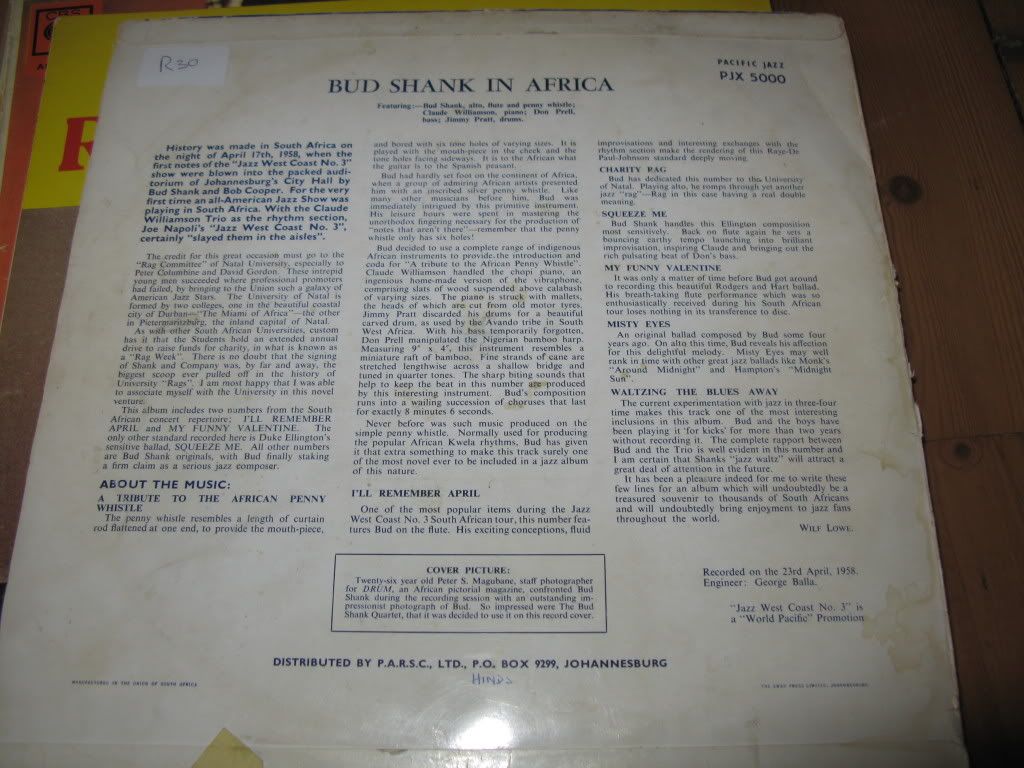 CBS
R30
PACIFIC JAZZ
PJX 5000
BUD SHANK IN AFRICA
Featuring:—Bud Shank, alto, flute and penny whistle;
Claude Williamson, piano; Don Prell,
bass; Jimmy Pratt, drums.
History was made in South Africa on
the night of April 17th, 1958, when the
first notes of the "Jazz West Coast No. 3"
show were blown into the packed audi-
torium of Johannesburg's City Hall by
Bud Shank and Bob Cooper. For the very
first time an all-American Jazz Show was
playing in South Africa. With the Claude
Williamson Trio as the rhythm section,
Joe Napoli's "Jazz West Coast No. 3",
certainly "slayed them in the aisles".
The credit for this great success must go to the
"Rag Committee" of Natal University, especially to
Peter Columbine and David Gordon. These intrepid
young men succeeded where professional promoters
had failed, by bringing to the Union such a galaxy of
American Jazz Stars. The University of Natal is
formed by two colleges, one in the beautiful coastal
city of Durban—"The Miami of Africa"—the other
in Pietermaritzburg, the inland capital of Natal.
As with other South African Universities, custom
has it that the Students hold an extended annual
drive to raise funds for charity, in what is known as
a "Rag Week". There is no doubt that the signing
of Shank and Company was, by far and away, the
biggest scoop ever pulled off in the history of
University "Rags". I am most happy that I was able
to associate myself with the University in this novel
venture.
This album includes two numbers from the South
African concert repertoire; I'LL REMEMBER
APRIL and MY FUNNY VALENTINE. The
only other standard recorded here is Duke Ellington's
sensitive ballad, SQUEEZE ME. All other numbers
are Bud Shank originals, with Bud finally staking
a firm claim as a serious jazz composer.
ABOUT THE MUSIC:
A TRIBUTE TO THE AFRICAN PENNY
WHISTLE
The penny whistle resembles a length of curtain
rod flattened at one end, to provide the mouth-piece,
and bored with six tone holes of varying sizes. It is
played with the mouth-piece in the cheek and the
tone holes facing sideways. It is to the African what
the guitar is to the Spanish peasant.
Bud had hardly set foot on the continent of Africa,
when a group of admiring African artists presented
him with an inscribed silver penny whistle. Like
many other musicians before him, Bud was
immediately intrigued by this primitive instrument.
His leisure hours were spent in mastering the
unorthodox fingering necessary for the production of
"notes that aren't there"—remember that the penny
whistle only has six holes!
Bud decided to use a complete range of indigenous
African instruments to provide the introduction and
coda for "A tribute to the African Penny Whistle".
Claude Williamson handled the chopi piano, an
ingenious home-made version of the vibraphone,
comprising slats of wood suspended above calabash
of varying sizes. The piano is struck with mallets,
the heads of which are cut from old motor tyres.
Jimmy Pratt discarded his drums for a beautiful
carved drum, as used by the Avando tribe in South
West Africa. With his bass temporarily forgotten,
Don Prell manipulated the Nigerian bamboo harp.
Measuring 9" x 4", this instrument resembles a
miniature raft of bamboo. Fine strands of cane are
stretched lengthwise across a shallow bridge and
tuned in quarter tones. The sharp biting sounds that
help to keep the beat in this number are produced
by this interesting instrument. Bud's composition
runs into a wailing succession of choruses that last
for exactly 8 minutes 6 seconds.
Never before was such music produced on the
simple penny whistle. Normally used for producing
the popular African Kwela rhythms, Bud has given
it that extra something to make this track surely one
of the most novel ever to be included in a jazz album
of this nature.
I'LL REMEMBER APRIL
One of the most popular items during the Jazz
West Coast No. 3 South African tour, this number fea-
tures Bud on the flute. His exciting conceptions, fluid
improvisations and interesting exchanges with the
rhythm section make the rendering of this Raye-De
Paul-Johnson standard deeply moving.
CHARITY RAG
Bud has dedicated this number to the University
of Natal. Playing alto, he romps through yet another
jazz "rag"—Rag in this case having a real double
meaning.
SQUEEZE ME
Bud Shank handles this Ellington composition
most sensitively. Back on flute again he sets a
bouncing earthy tempo launching into brilliant
improvisation, inspiring Claude and bringing out the
rich pulsating beat of Don's bass.
MY FUNNY VALENTINE
It was only a matter of time before Bud got around
to recording this beautiful Rodgers and Hart ballad.
His breath-taking flute performance which was so
enthusiastically received during his South African
tour loses nothing in its transference to disc.
MISTY EYES
An original ballad composed by Bud some four
years ago. On alto this time, Bud reveals his affection
for this delightful melody. Misty Eyes may well
rank in time with other great jazz ballads like Monk's
"Around Midnight" and Hampton's "Midnight
Sun".
WALTZING THE BLUES AWAY
The current experimentation with jazz in three-four
time makes this track one of the most interesting
inclusions in this album. Bud and the boys have
been playing it 'for kicks' for more than two years
without recording it. The complete rapport between
Bud and the Trio is well evident in this number and
I am certain that Shanks "jazz waltz" will attract a
great deal of attention in the future.
It has been a pleasure indeed for me to write these
few lines for an album which will undoubtedly be a
treasured souvenir to thousands of South Africans
and will undoubtedly bring enjoyment to jazz fans
throughout the world.
WILF LOWE.
COVER PICTURE:
Twenty-six year old Peter S. Magubane, staff photographer
for DRUM, an African pictorial magazine, confronted Bud
Shank during the recording session with an outstanding im-
pressionist photograph of Bud. So impressed were The Bud
Shank Quartet, that it was decided to use it on this record cover.
Recorded on the 23rd April, 1958.
Engineer: George Balla.
"Jazz West Coast No. 3" is
a "World Pacific" Promotion
DISTRIBUTED BY P.A.R.S.C., LTD., P.O. BOX 9299, JOHANNESBURG
HINDS
MANUFACTURED IN THE UNION OF SOUTH AFRICA
PRESS LIMITED, JOHANNESBURG